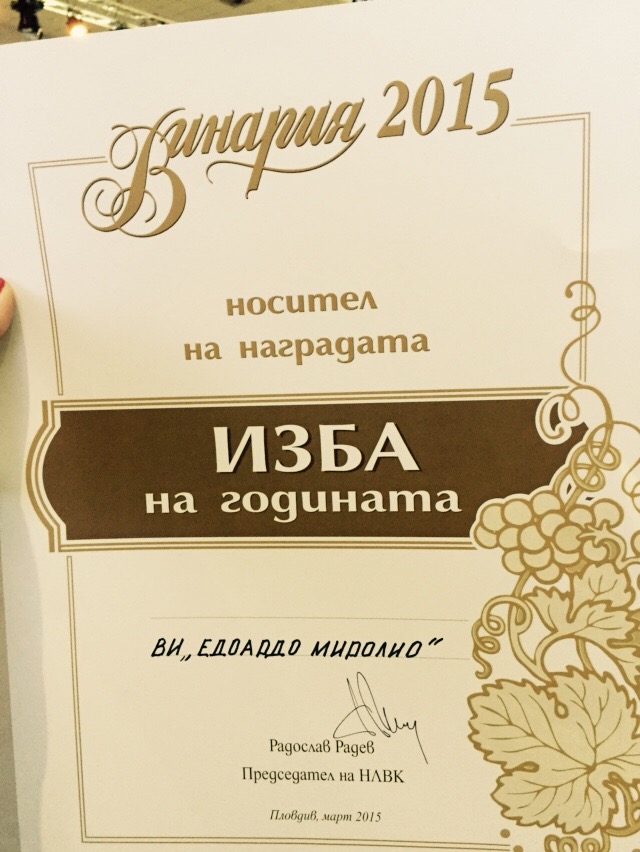 Винария 2015
носител
на наградата
ИЗБА
на годината
ВИ „ЕДОАРДО МИРОЛИО“
Радослав Радев
Председател на НЛВК
Пловдив, март 2015